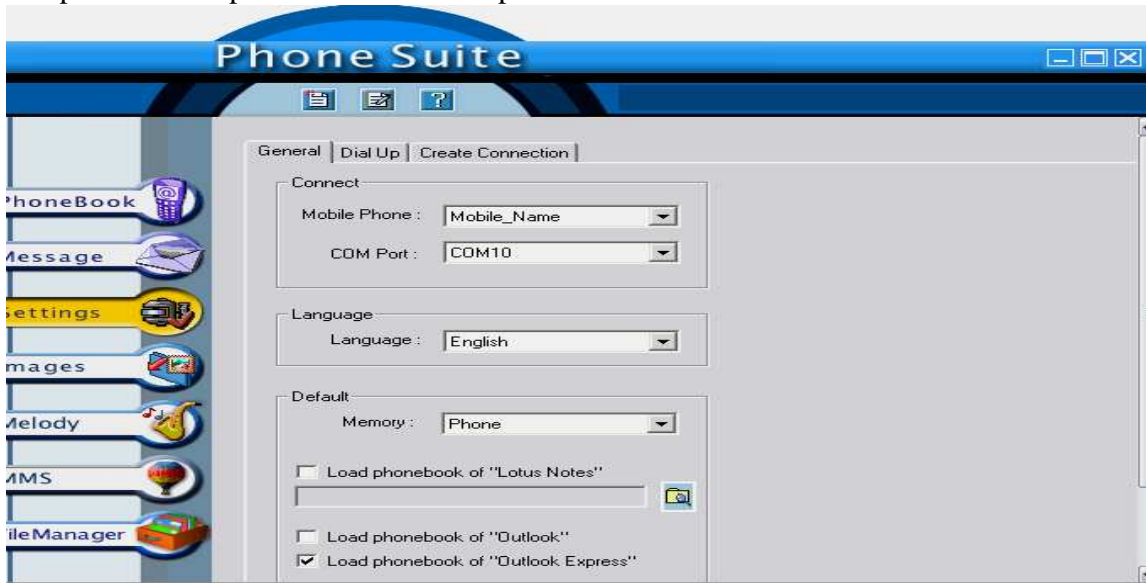 Phone Suite
General Dial Up Create Connection
Connect
Mobile Phone : Mobile_Name
COM Port : COM10
Language
Language : English
Default
Memory : Phone
Load phonebook of "Lotus Notes"
Load phonebook of "Outlook"
Load phonebook of "Outlook Express"
honeBook
essage
ettings
mages
elody
MS
ileManager